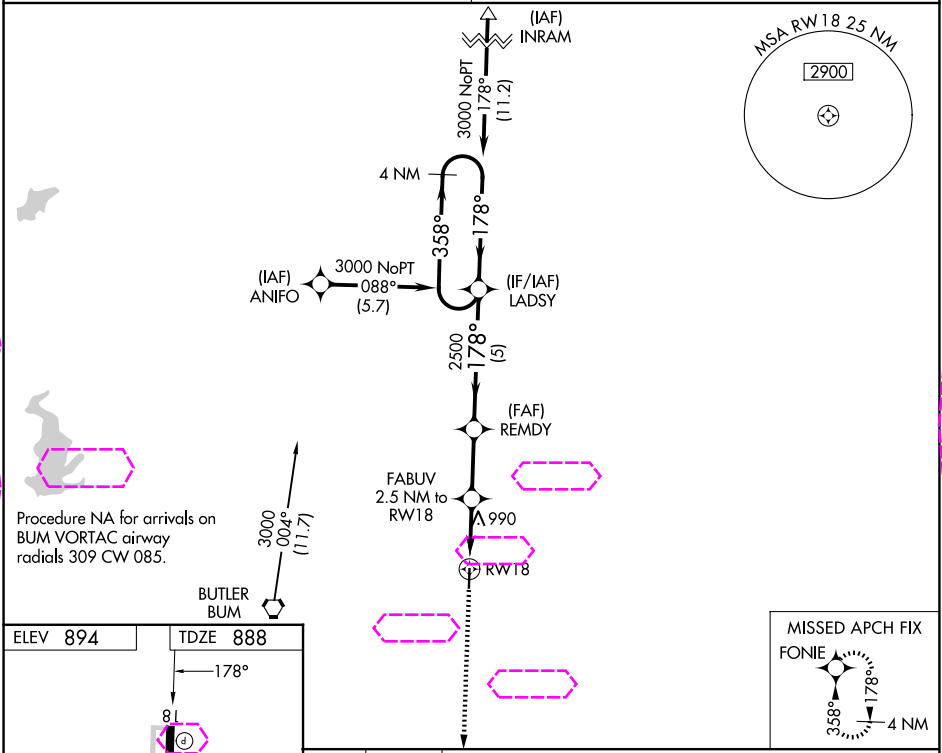 (IAF)
INRAM
3000 NoPT
178°
(11.2)
MSA RW18 25 NM
2900
4 NM
358°
178°
(IAF)
ANIFO
3000 NoPT
088°
(5.7)
(IF/IAF)
LADSY
2500
178°
(5)
(FAF)
REMDY
FABUV
2.5 NM to
RW18
990
RW18
Procedure NA for arrivals on
BUM VORTAC airway
radials 309 CW 085.
3000
004°
(11.7)
BUTLER
BUM
ELEV 894
TDZE 888
178°
18
P
MISSED APCH FIX
FONIE
358°
178°
4 NM